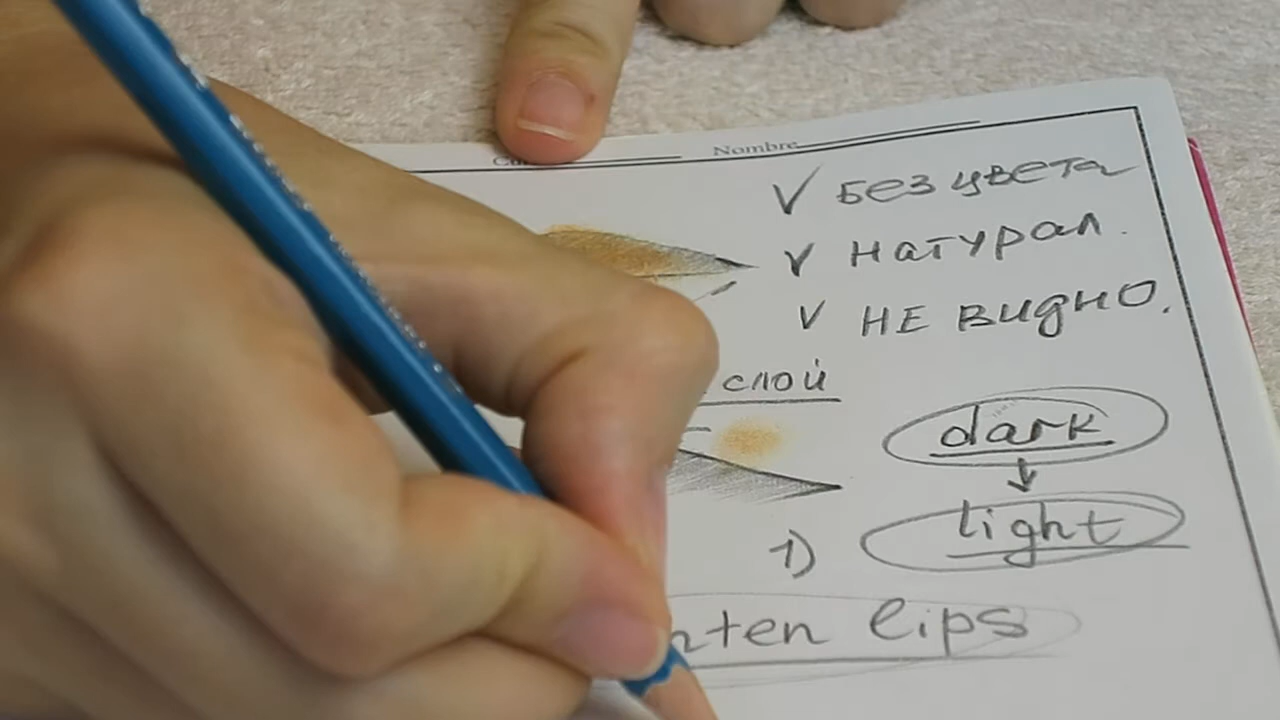 Nombre
✓ Без цвета
✓ Натурал.
✓ НЕ видно.
слой
dark
↓
light
1)
lips